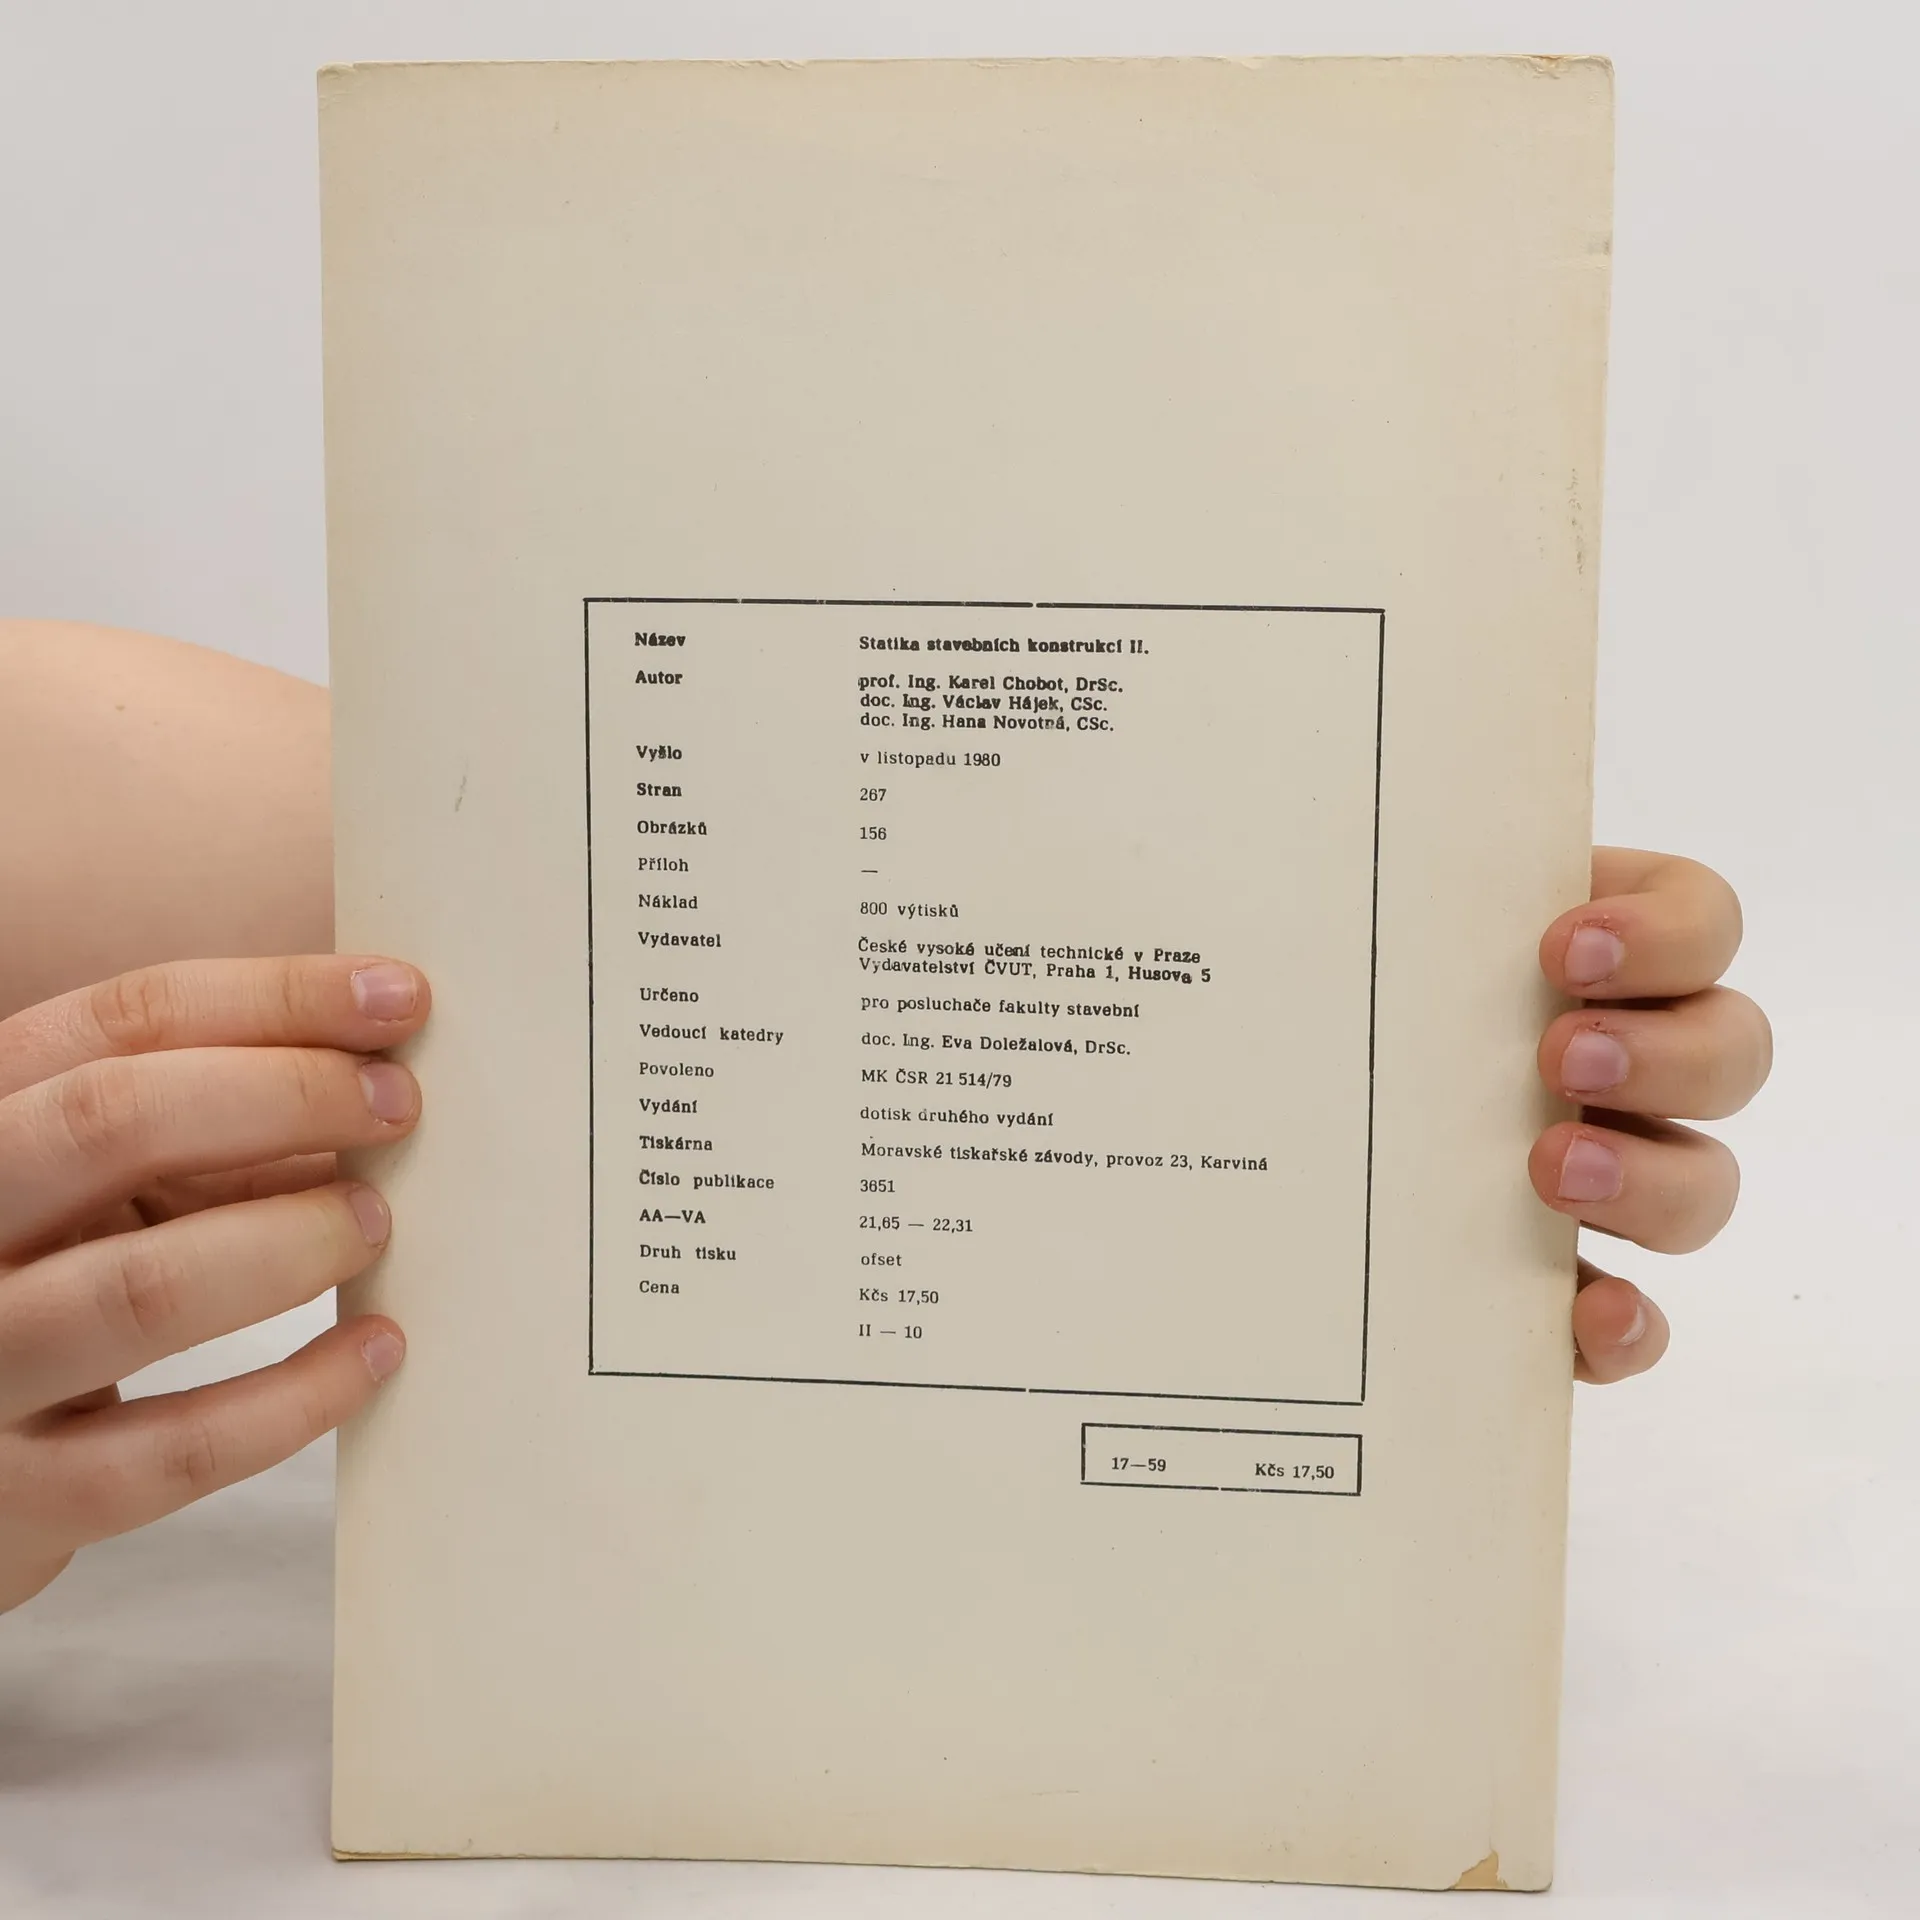 Název Statika stavebních konstrukcí II.
Autor prof. Ing. Karel Chobot, DrSc.
doc. Ing. Václav Hájek, CSc.
doc. Ing. Hana Novotná, CSc.
Vyšlo v listopadu 1980
Stran 267
Obrázků 156
Příloh —
Náklad 800 výtisků
Vydavatel České vysoké učení technické v Praze
Vydavatelství ČVUT, Praha 1, Husova 5
Určeno pro posluchače fakulty stavební
Vedoucí katedry doc. Ing. Eva Doležalová, DrSc.
Povoleno MK ČSR 21 514/79
Vydání dotisk druhého vydání
Tiskárna Moravské tiskařské závody, provoz 23, Karviná
Číslo publikace 3651
AA—VA 21,65 — 22,31
Druh tisku ofset
Cena Kčs 17,50
II — 10
17—59 Kčs 17,50